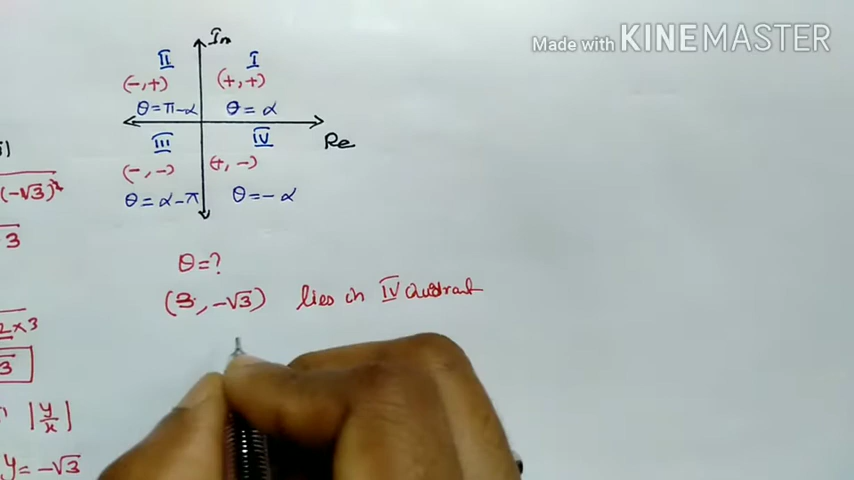 Made with KINEMASTER
Im
II I
(-,+) (+,+)
θ=π-α θ=α
Re
III IV
(-,-) (+,-)
θ=α-π θ=-α
(-√3)²
3
2×3
√3
|y/x|
y=-√3
θ=?
(3,-√3) lies in IV quadrant